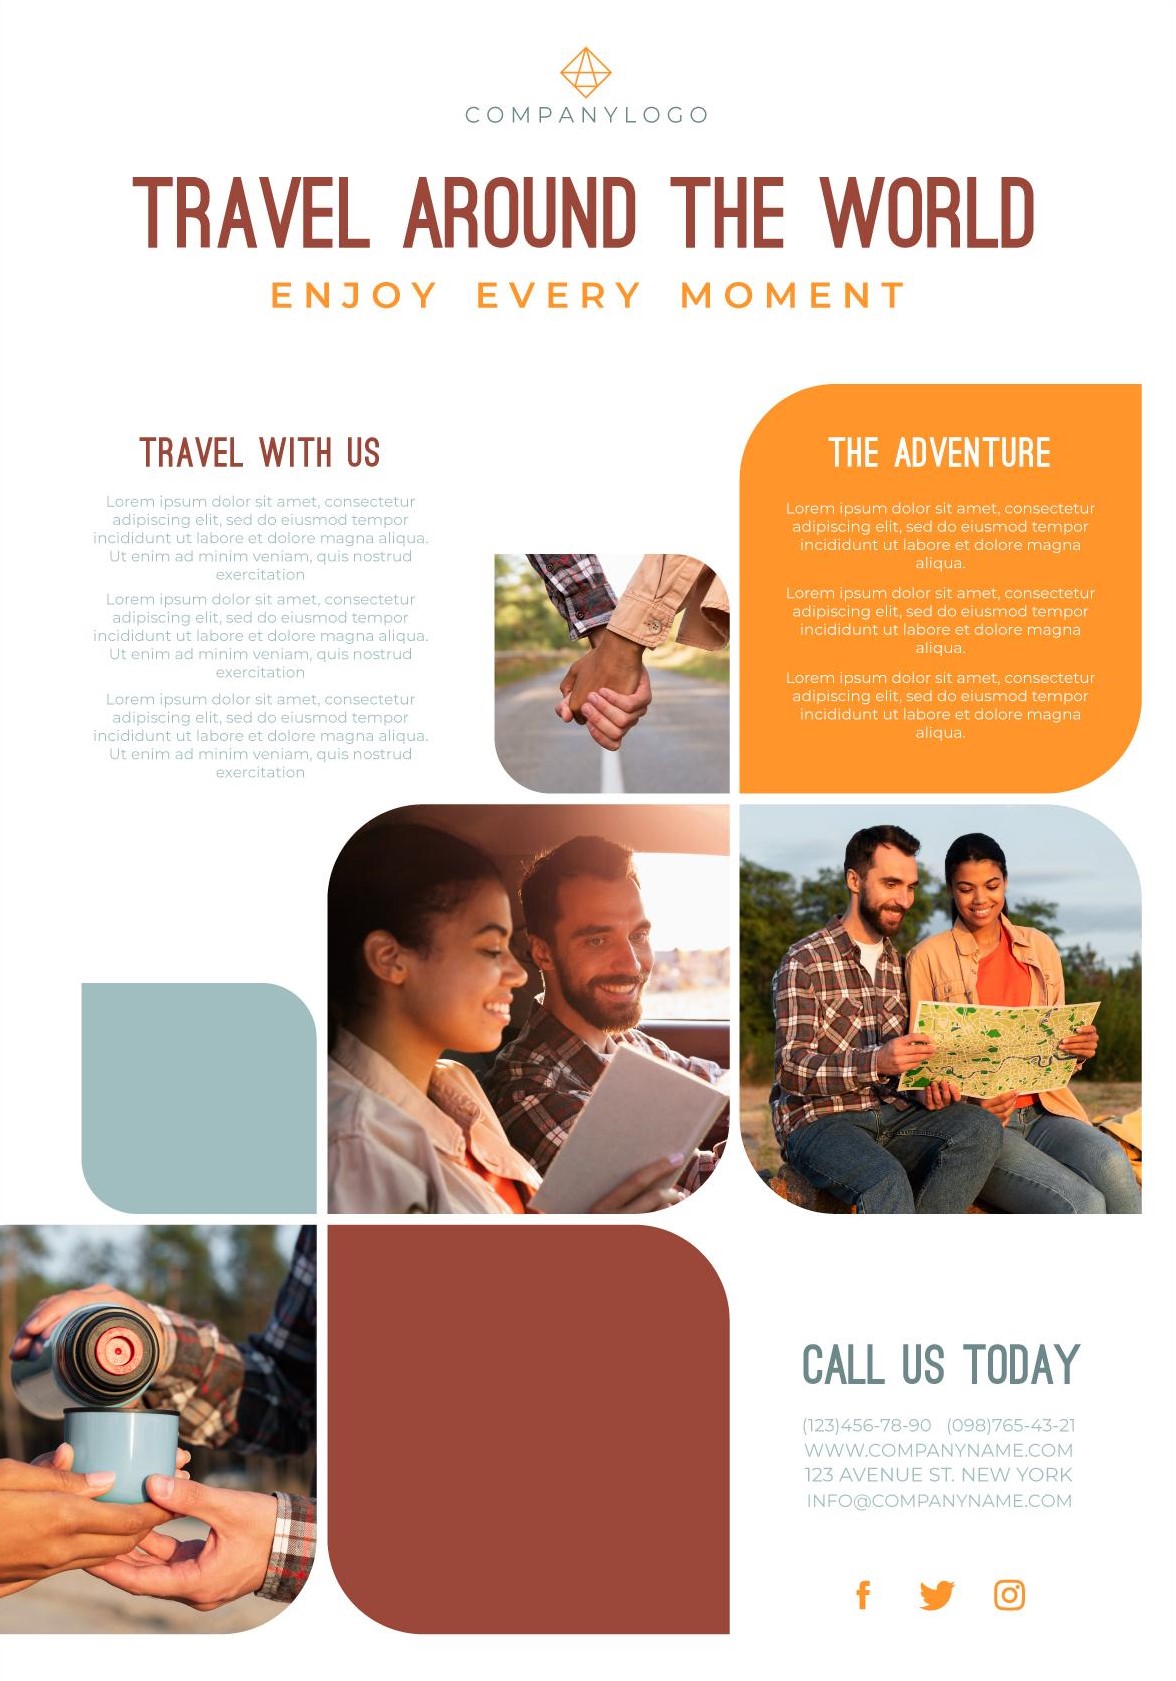 COMPANYLOGO
TRAVEL AROUND THE WORLD
ENJOY EVERY MOMENT
TRAVEL WITH US
Lorem ipsum dolor sit amet, consectetur
adipiscing elit, sed do eiusmod tempor
incididunt ut labore et dolore magna aliqua.
Ut enim ad minim veniam, quis nostrud
exercitation
Lorem ipsum dolor sit amet, consectetur
adipiscing elit, sed do eiusmod tempor
incididunt ut labore et dolore magna aliqua.
Ut enim ad minim veniam, quis nostrud
exercitation
Lorem ipsum dolor sit amet, consectetur
adipiscing elit, sed do eiusmod tempor
incididunt ut labore et dolore magna aliqua.
Ut enim ad minim veniam, quis nostrud
exercitation
THE ADVENTURE
Lorem ipsum dolor sit amet, consectetur
adipiscing elit, sed do eiusmod tempor
incididunt ut labore et dolore magna
aliqua.
Lorem ipsum dolor sit amet, consectetur
adipiscing elit, sed do eiusmod tempor
incididunt ut labore et dolore magna
aliqua.
Lorem ipsum dolor sit amet, consectetur
adipiscing elit, sed do eiusmod tempor
incididunt ut labore et dolore magna
aliqua.
CALL US TODAY
(123)456-78-90 (098)765-43-21
WWW.COMPANYNAME.COM
123 AVENUE ST. NEW YORK
INFO@COMPANYNAME.COM